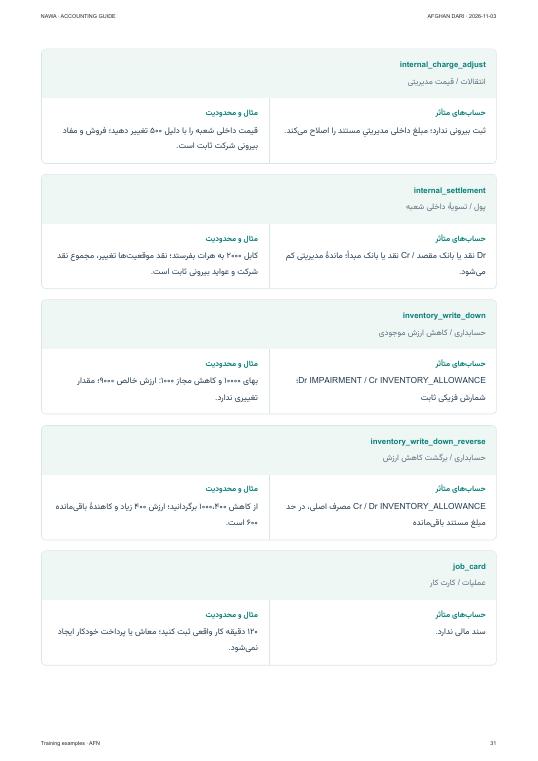 NAWA · ACCOUNTING GUIDE
AFGHAN DARI · 2026-11-03
internal_charge_adjust
انتقالات / قیمت مدیریتی
حساب‌های متأثر
ثبت بیرونی ندارد؛ مبلغ داخلی مدیریتیِ مستند را اصلاح می‌کند.
مثال و محدودیت
قیمت داخلی شعبه را با دلیل ۵۰۰ تغییر دهید؛ فروش و مفاد
بیرونی شرکت ثابت است.
internal_settlement
پول / تسویهٔ داخلی شعبه
حساب‌های متأثر
Dr نقد یا بانک مقصد / Cr نقد یا بانک مبدأ؛ ماندهٔ مدیریتی کم
می‌شود.
مثال و محدودیت
کابل ۲۰۰۰ به هرات بفرستد؛ نقد موقعیت‌ها تغییر، مجموع نقد
شرکت و عواید بیرونی ثابت است.
inventory_write_down
حسابداری / کاهش ارزش موجودی
حساب‌های متأثر
Dr IMPAIRMENT / Cr INVENTORY_ALLOWANCE؛
شمارش فزیکی ثابت
مثال و محدودیت
بهای ۱۰۰۰۰ و کاهش مجاز ۱۰۰۰: ارزش خالص ۹۰۰۰؛ مقدار
تغییری ندارد.
inventory_write_down_reverse
حسابداری / برگشت کاهش ارزش
حساب‌های متأثر
Cr / Dr INVENTORY_ALLOWANCE مصرف اصلی، در حد
مبلغ مستند باقی‌مانده
مثال و محدودیت
از کاهش ۱۰۰۰،۴۰۰ برگردانید؛ ارزش ۴۰۰ زیاد و کاهندهٔ باقی‌مانده
۶۰۰ است.
job_card
عملیات / کارت کار
حساب‌های متأثر
سند مالی ندارد.
مثال و محدودیت
۱۲۰ دقیقه کار واقعی ثبت کنید؛ معاش یا پرداخت خودکار ایجاد
نمی‌شود.
Training examples · AFN
31